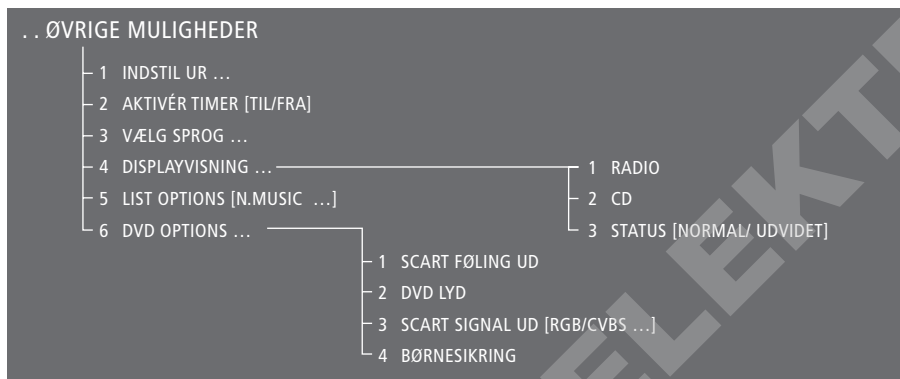 . . ØVRIGE MULIGHEDER
1 INDSTIL UR ...
2 AKTIVÉR TIMER [TIL/FRA]
3 VÆLG SPROG ...
4 DISPLAYVISNING ...
1 RADIO
2 CD
3 STATUS [NORMAL/ UDVIDET]
5 LIST OPTIONS [N.MUSIC ...]
6 DVD OPTIONS ...
1 SCART FØLING UD
2 DVD LYD
3 SCART SIGNAL UD [RGB/CVBS ...]
4 BØRNESIKRING
ELEKT